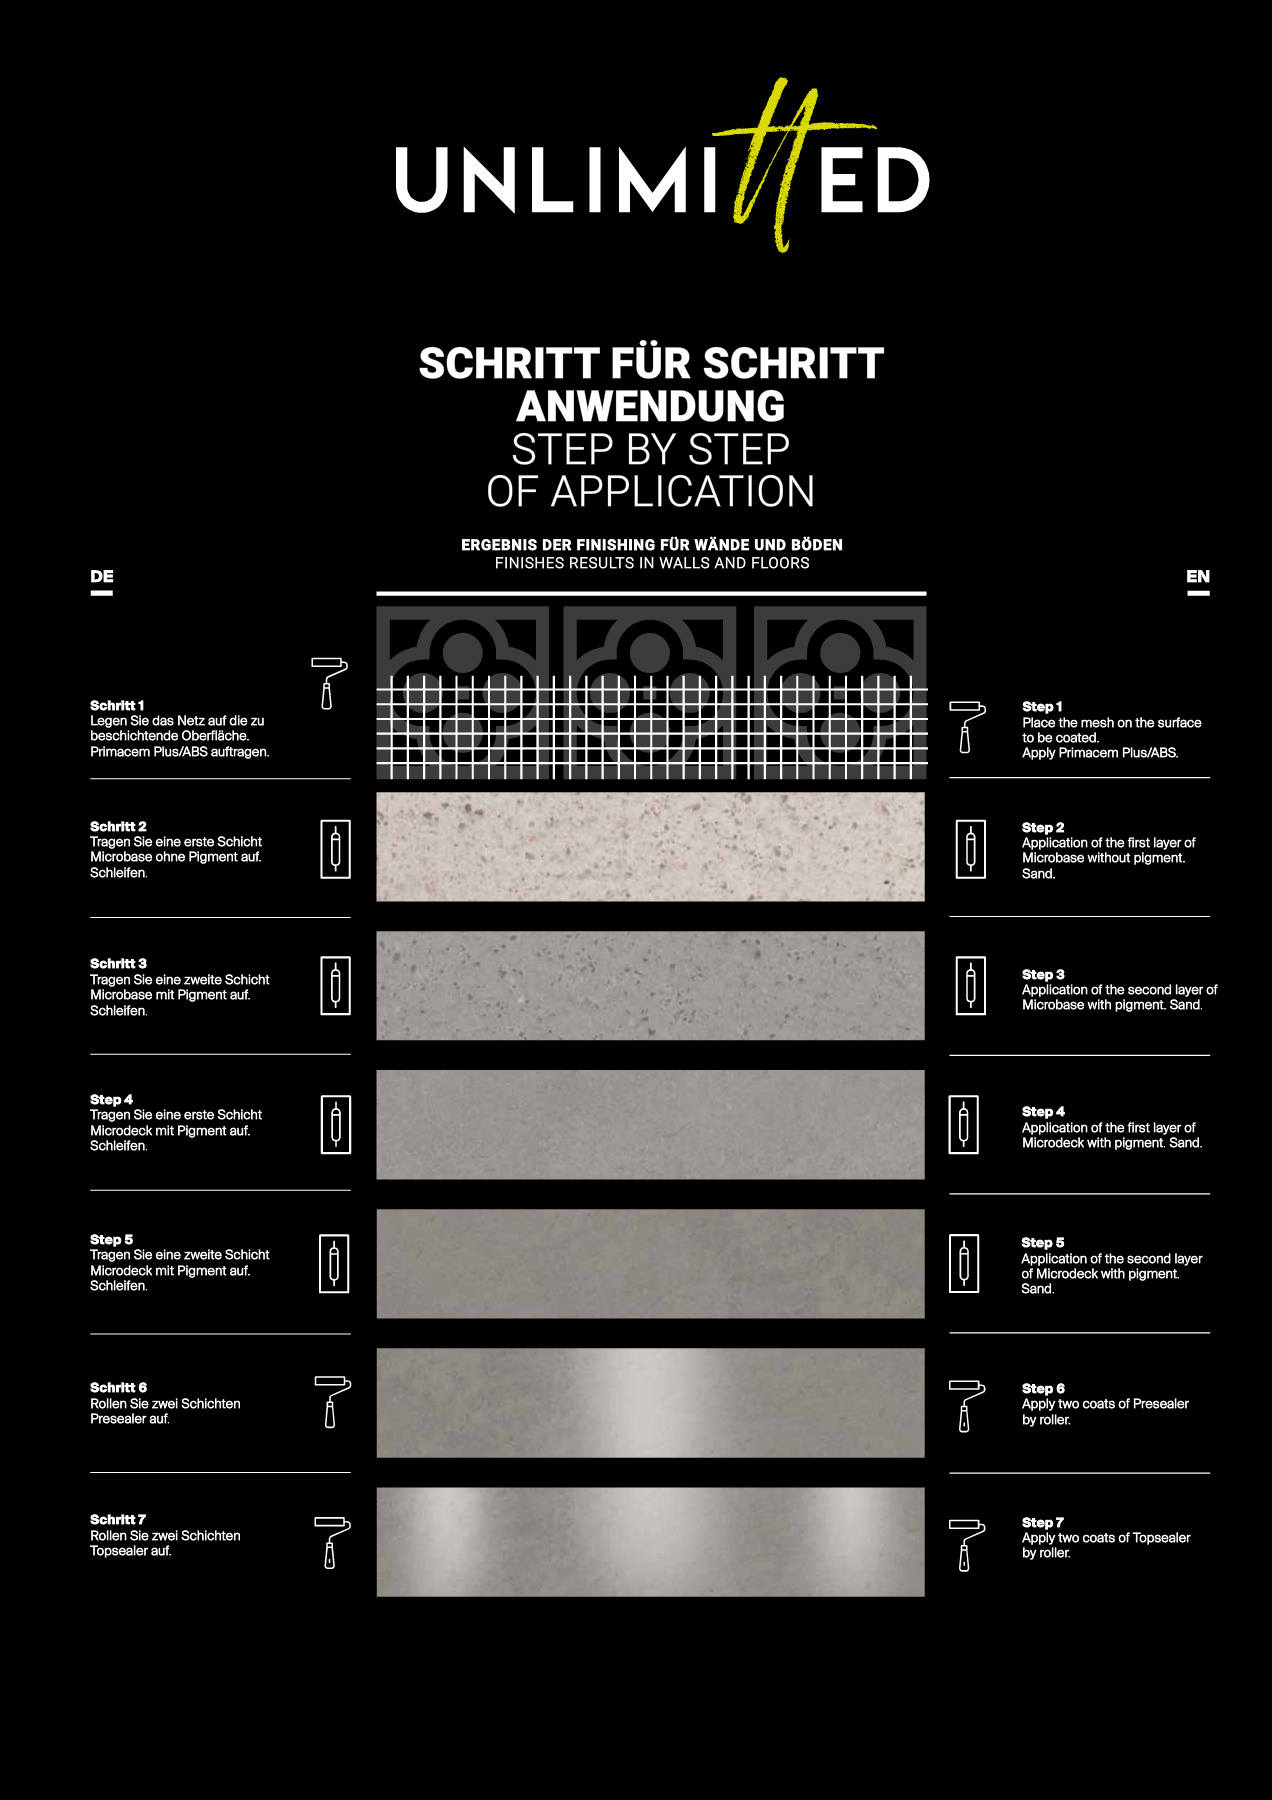 UNLIMITTED
SCHRITT FÜR SCHRITT
ANWENDUNG
STEP BY STEP
OF APPLICATION
ERGEBNIS DER FINISHING FÜR WÄNDE UND BÖDEN
FINISHES RESULTS IN WALLS AND FLOORS
DE
Schritt 1
Legen Sie das Netz auf die zu
beschichtende Oberfläche.
Primacem Plus/ABS auftragen.
Schritt 2
Tragen Sie eine erste Schicht
Microbase ohne Pigment auf.
Schleifen.
Schritt 3
Tragen Sie eine zweite Schicht
Microbase mit Pigment auf.
Schleifen.
Step 4
Tragen Sie eine erste Schicht
Microdeck mit Pigment auf.
Schleifen.
Step 5
Tragen Sie eine zweite Schicht
Microdeck mit Pigment auf.
Schleifen.
Schritt 6
Rollen Sie zwei Schichten
Presealer auf.
Schritt 7
Rollen Sie zwei Schichten
Topsealer auf.
EN
Step 1
Place the mesh on the surface
to be coated.
Apply Primacem Plus/ABS.
Step 2
Application of the first layer of
Microbase without pigment.
Sand.
Step 3
Application of the second layer of
Microbase with pigment. Sand.
Step 4
Application of the first layer of
Microdeck with pigment. Sand.
Step 5
Application of the second layer
of Microdeck with pigment.
Sand.
Step 6
Apply two coats of Presealer
by roller.
Step 7
Apply two coats of Topsealer
by roller.